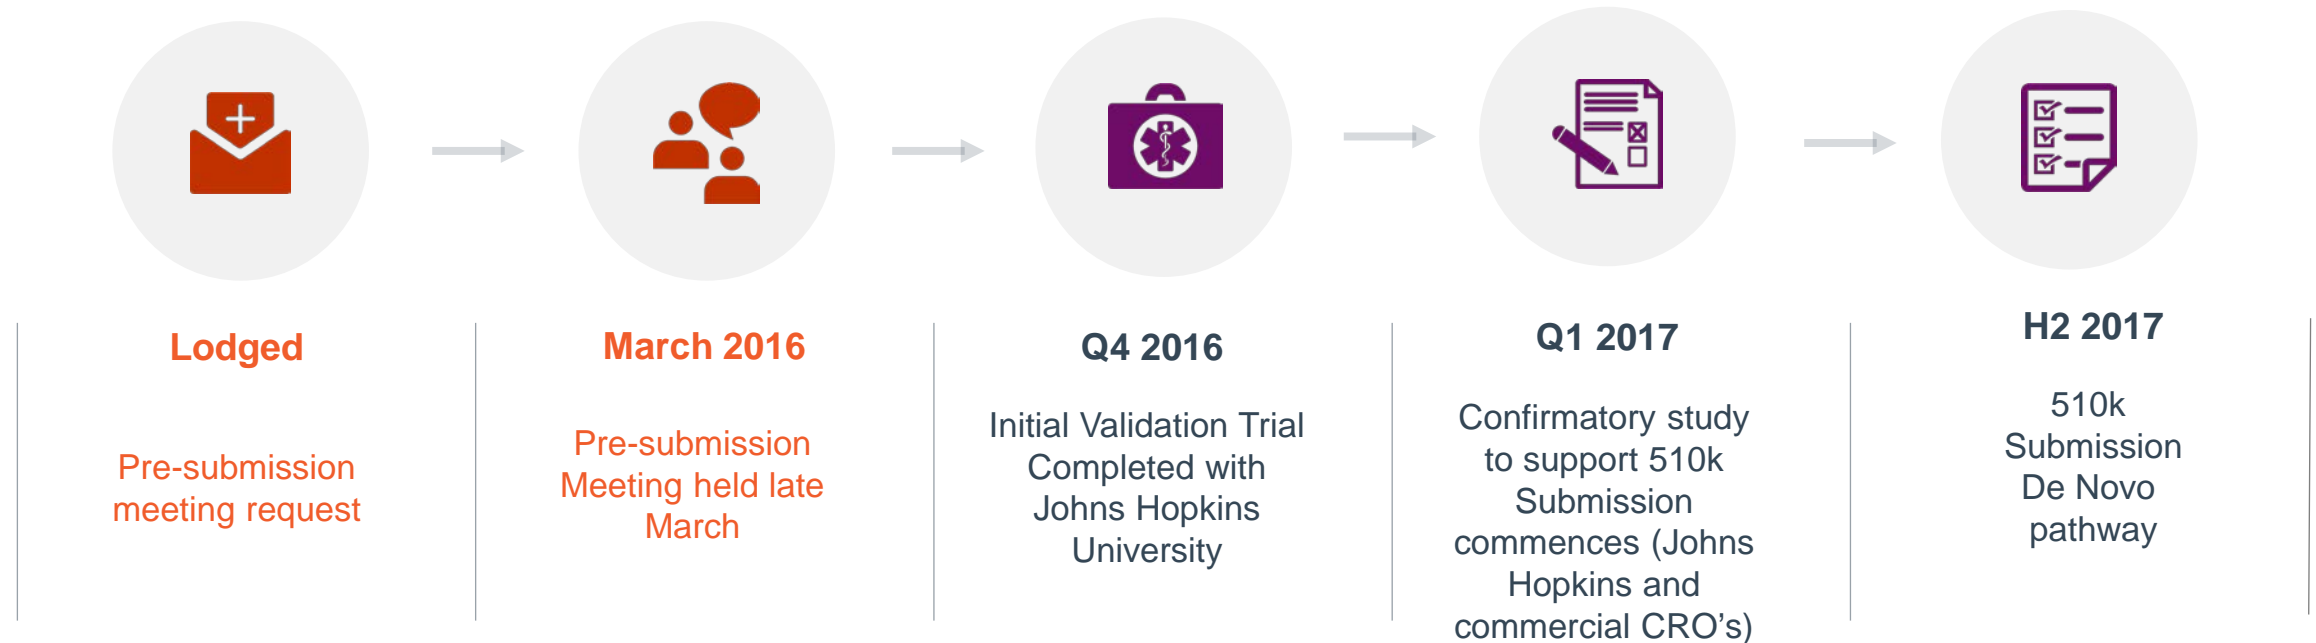 Lodged
Pre-submission
meeting request
March 2016
Pre-submission
Meeting held late
March
Q4 2016
Initial Validation Trial
Completed with
Johns Hopkins
University
Q1 2017
Confirmatory study
to support 510k
Submission
commences (Johns
Hopkins and
commercial CRO's)
H2 2017
510k
Submission
De Novo
pathway